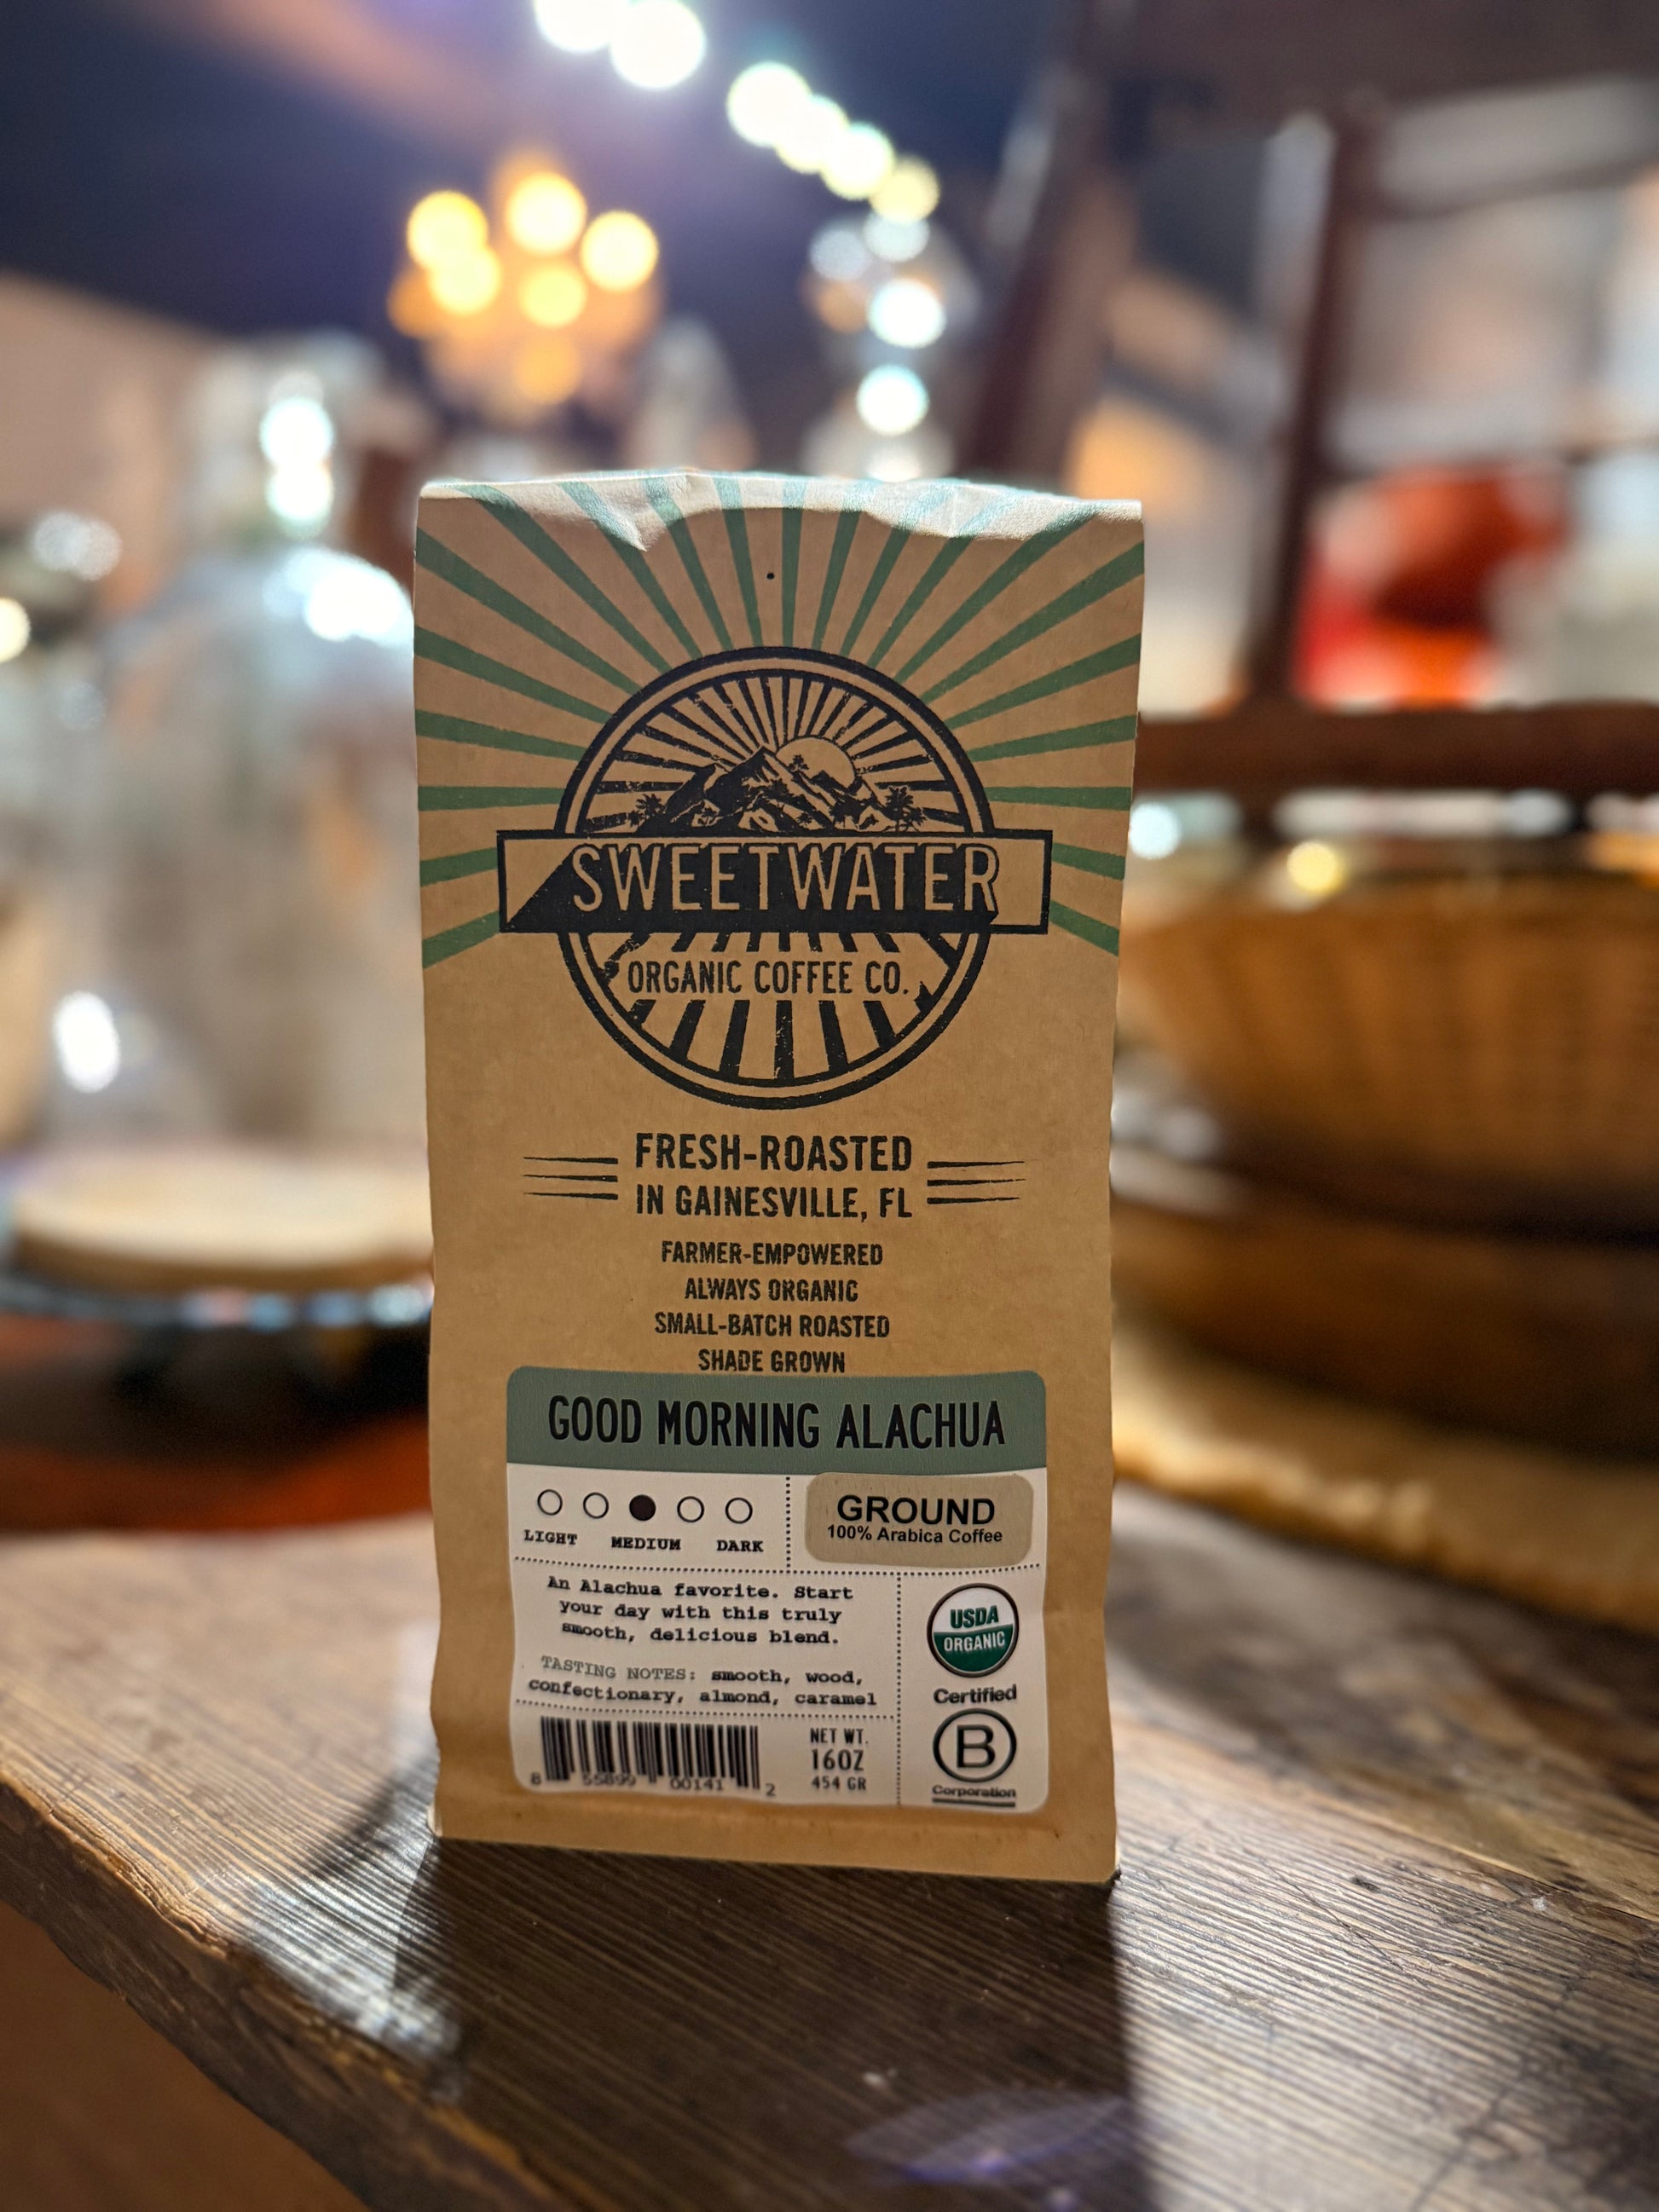 SWEETWATER
ORGANIC COFFEE CO.
FRESH-ROASTED
IN GAINESVILLE, FL
FARMER-EMPOWERED
ALWAYS ORGANIC
SMALL-BATCH ROASTED
SHADE GROWN
GOOD MORNING ALACHUA
LIGHT MEDIUM DARK
GROUND
100% Arabica Coffee
An Alachua favorite. Start
your day with this truly
smooth, delicious blend.
TASTING NOTES: smooth, wood,
confectionary, almond, caramel
8 55899 00141 2
NET WT.
16OZ
454 GR
USDA
ORGANIC
Certified
B
Corporation